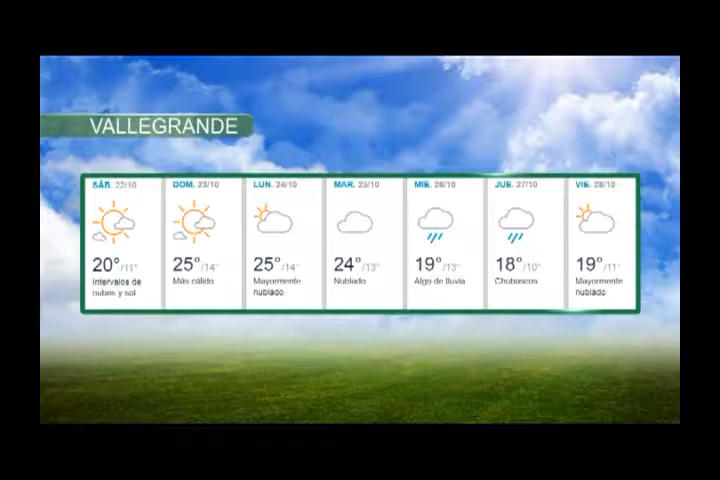 VALLEGRANDE
SÁB. 22/10
20°/11°
Intervalos de
nubes y sol
DOM. 23/10
25°/14°
Más cálido
LUN. 24/10
25°/14°
Mayormente
nublado
MAR. 25/10
24°/13°
Nublado
MIE. 26/10
19°/13°
Algo de lluvia
JUE. 27/10
18°/10°
Chubascos
VIE. 28/10
19°/11°
Mayormente
nublado